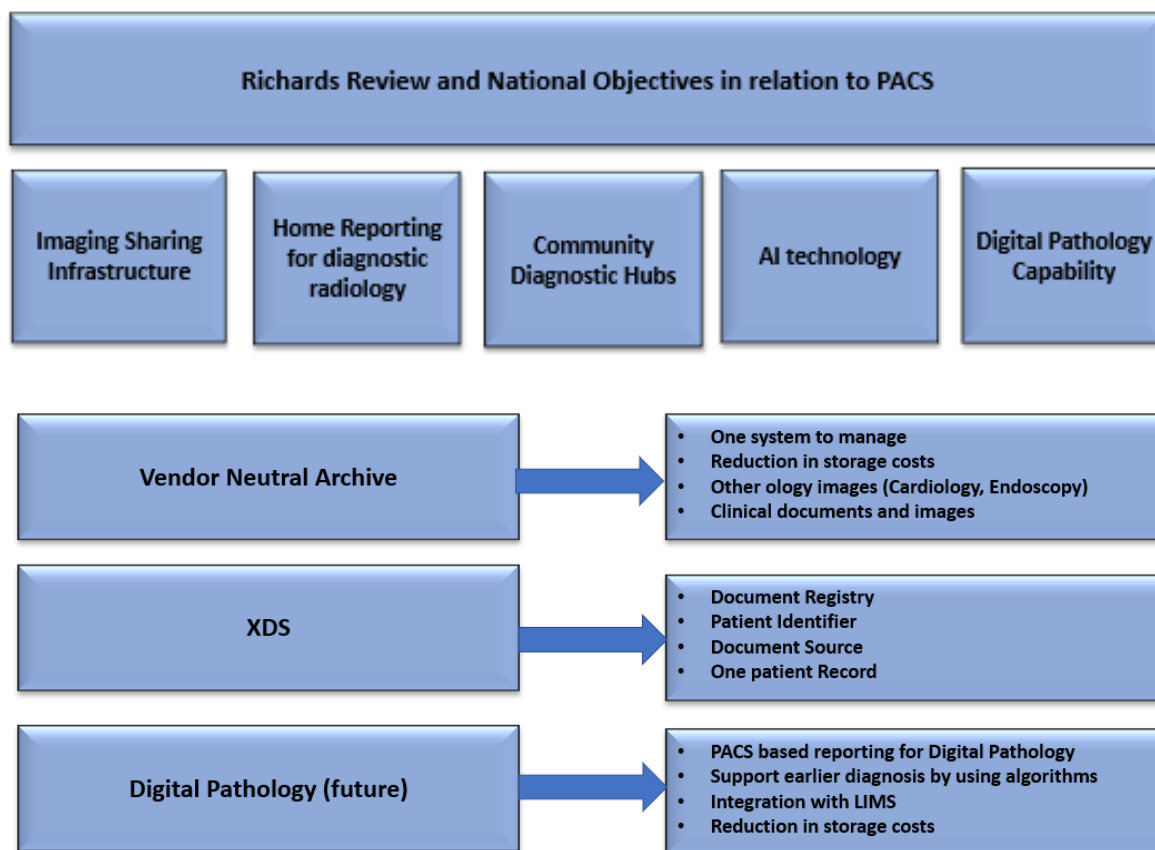 Richards Review and National Objectives in relation to PACS
Imaging Sharing
Infrastructure
Home Reporting
for diagnostic
radiology
Community
Diagnostic Hubs
AI technology
Digital Pathology
Capability
Vendor Neutral Archive
• One system to manage
• Reduction in storage costs
• Other ology images (Cardiology, Endoscopy)
• Clinical documents and images
XDS
• Document Registry
• Patient Identifier
• Document Source
• One patient Record
Digital Pathology (future)
• PACS based reporting for Digital Pathology
• Support earlier diagnosis by using algorithms
• Integration with LIMS
• Reduction in storage costs